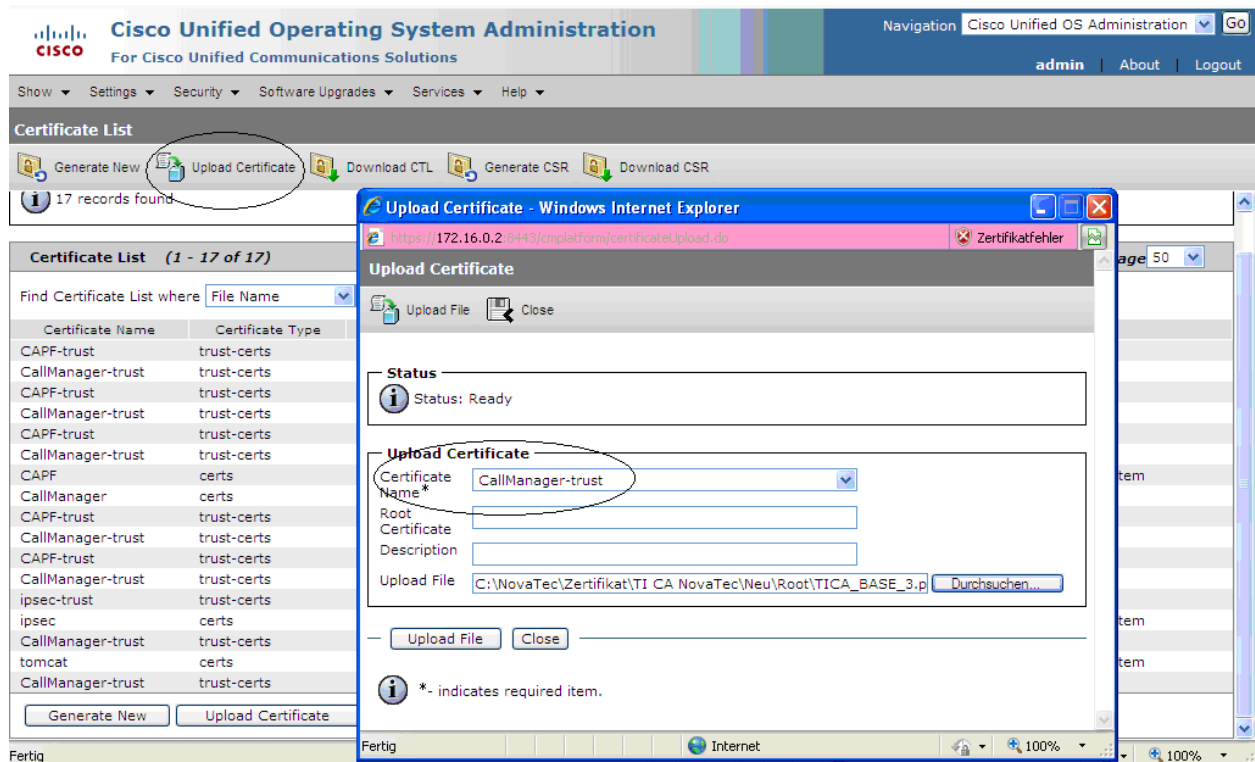 Cisco Unified Operating System Administration
For Cisco Unified Communications Solutions
CISCO
Navigation Cisco Unified OS Administration Go
admin | About | Logout
Show Settings Security Software Upgrades Services Help
Certificate List
Generate New Upload Certificate Download CTL Generate CSR Download CSR
17 records found
Certificate List (1 - 17 of 17)
age 50
Find Certificate List where File Name
Certificate Name Certificate Type
CAPF-trust trust-certs
CallManager-trust trust-certs
CAPF-trust trust-certs
CallManager-trust trust-certs
CAPF-trust trust-certs
CallManager-trust trust-certs
CAPF certs tem
CallManager certs
CAPF-trust trust-certs
CallManager-trust trust-certs
CAPF-trust trust-certs
CallManager-trust trust-certs
ipsec-trust trust-certs
ipsec certs tem
CallManager-trust trust-certs
tomcat certs tem
CallManager-trust trust-certs
Generate New Upload Certificate
Fertig
100%
Upload Certificate - Windows Internet Explorer
https://172.16.0.2:8443/cmplatform/certificateUpload.do Zertifikatfehler
Upload Certificate
Upload File Close
Status
Status: Ready
Upload Certificate
Certificate Name* CallManager-trust
Root Certificate
Description
Upload File C:\NovaTec\Zertifikat\TI CA NovaTec\Neu\Root\TICA_BASE_3.p Durchsuchen...
Upload File Close
*- indicates required item.
Fertig Internet 100%